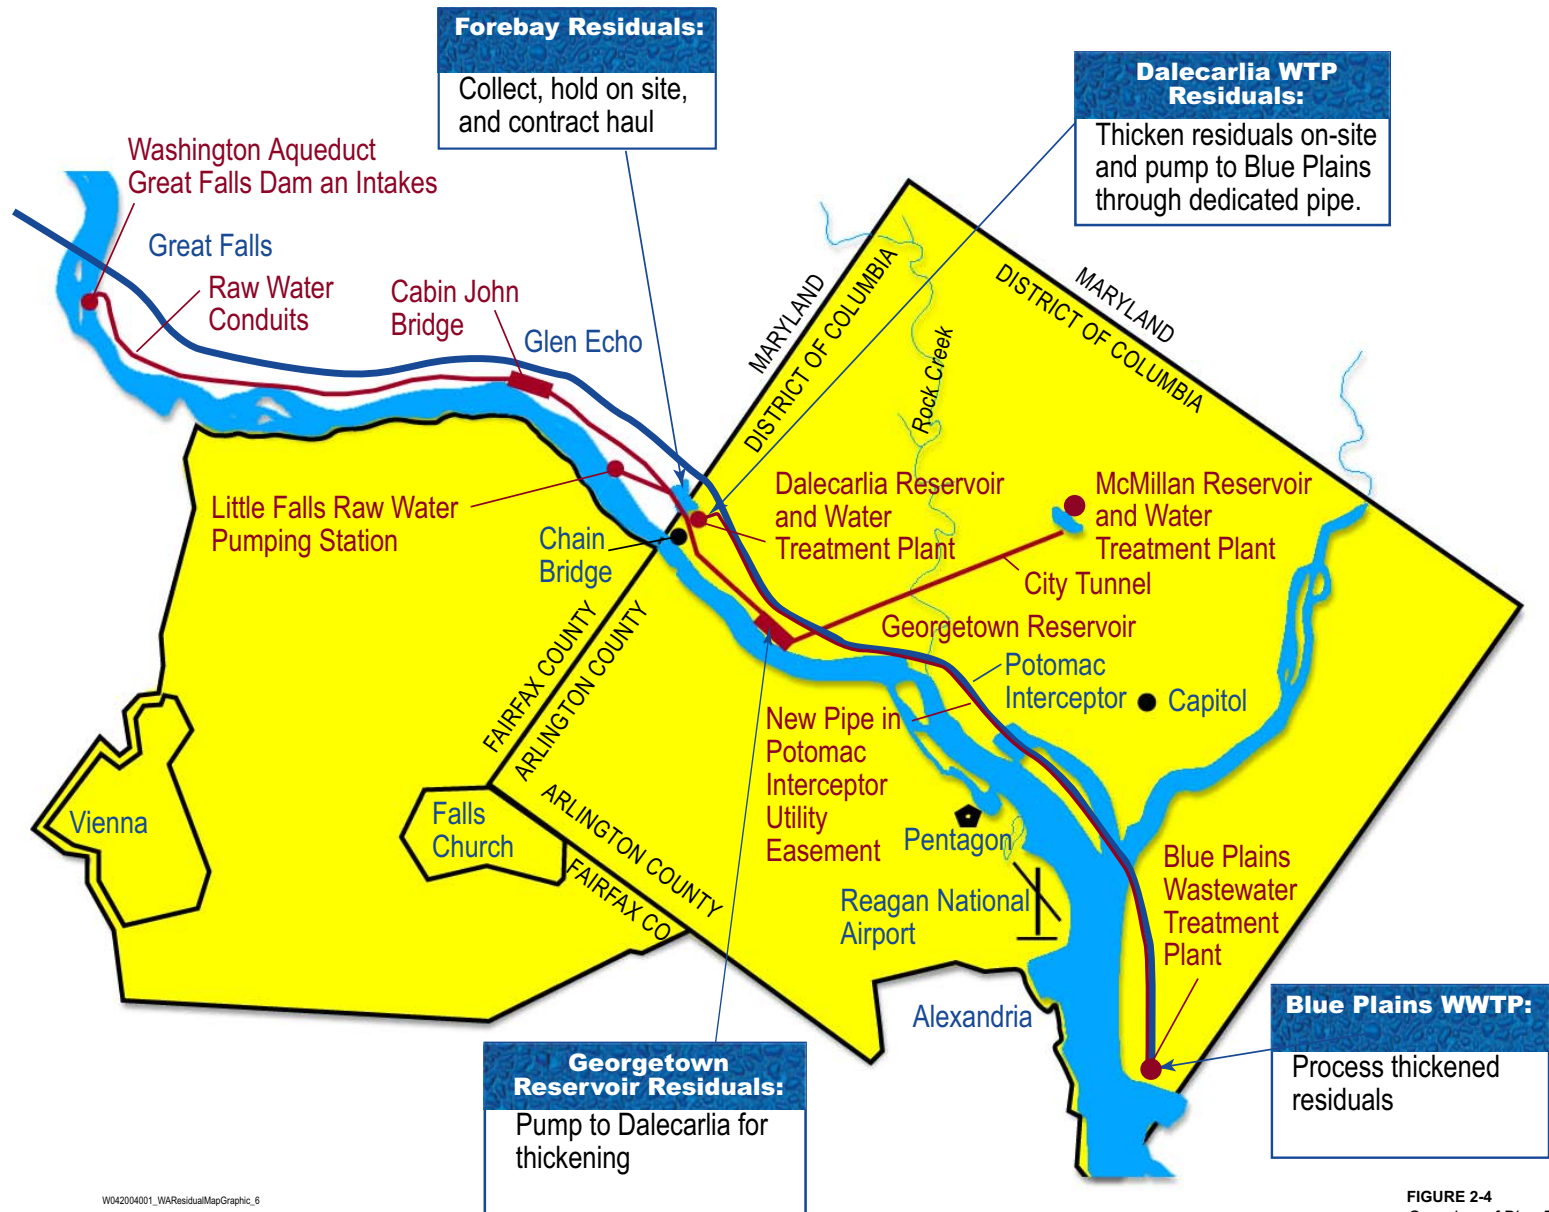 Forebay Residuals:
Collect, hold on site,
and contract haul
Dalecarlia WTP
Residuals:
Thicken residuals on-site
and pump to Blue Plains
through dedicated pipe.
Washington Aqueduct
Great Falls Dam an Intakes
Great Falls
Raw Water
Conduits
Cabin John
Bridge
Glen Echo
MARYLAND
DISTRICT OF COLUMBIA
MARYLAND
DISTRICT OF COLUMBIA
Rock Creek
Little Falls Raw Water
Pumping Station
Chain
Bridge
Dalecarlia Reservoir
and Water
Treatment Plant
McMillan Reservoir
and Water
Treatment Plant
City Tunnel
Georgetown Reservoir
Potomac
Interceptor
Capitol
FAIRFAX COUNTY
ARLINGTON COUNTY
New Pipe in
Potomac
Interceptor
Utility
Easement
Vienna
Falls
Church
ARLINGTON COUNTY
FAIRFAX CO
Pentagon
Reagan National
Airport
Blue Plains
Wastewater
Treatment
Plant
Alexandria
Blue Plains WWTP:
Process thickened
residuals
Georgetown
Reservoir Residuals:
Pump to Dalecarlia for
thickening
W042004001_WAResidualMapGraphic_6
FIGURE 2-4